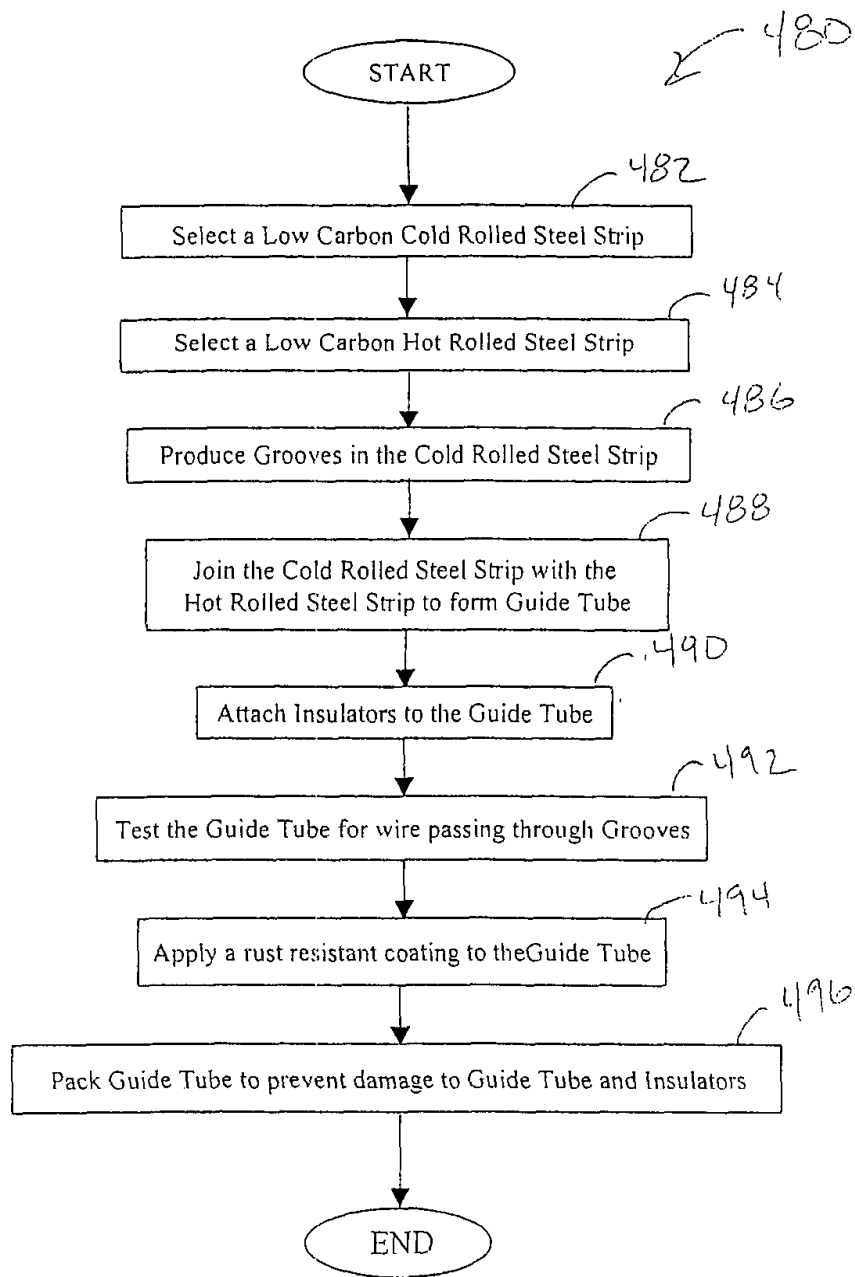 480
START
482
Select a Low Carbon Cold Rolled Steel Strip
484
Select a Low Carbon Hot Rolled Steel Strip
486
Produce Grooves in the Cold Rolled Steel Strip
488
Join the Cold Rolled Steel Strip with the
Hot Rolled Steel Strip to form Guide Tube
490
Attach Insulators to the Guide Tube
492
Test the Guide Tube for wire passing through Grooves
494
Apply a rust resistant coating to theGuide Tube
496
Pack Guide Tube to prevent damage to Guide Tube and Insulators
END